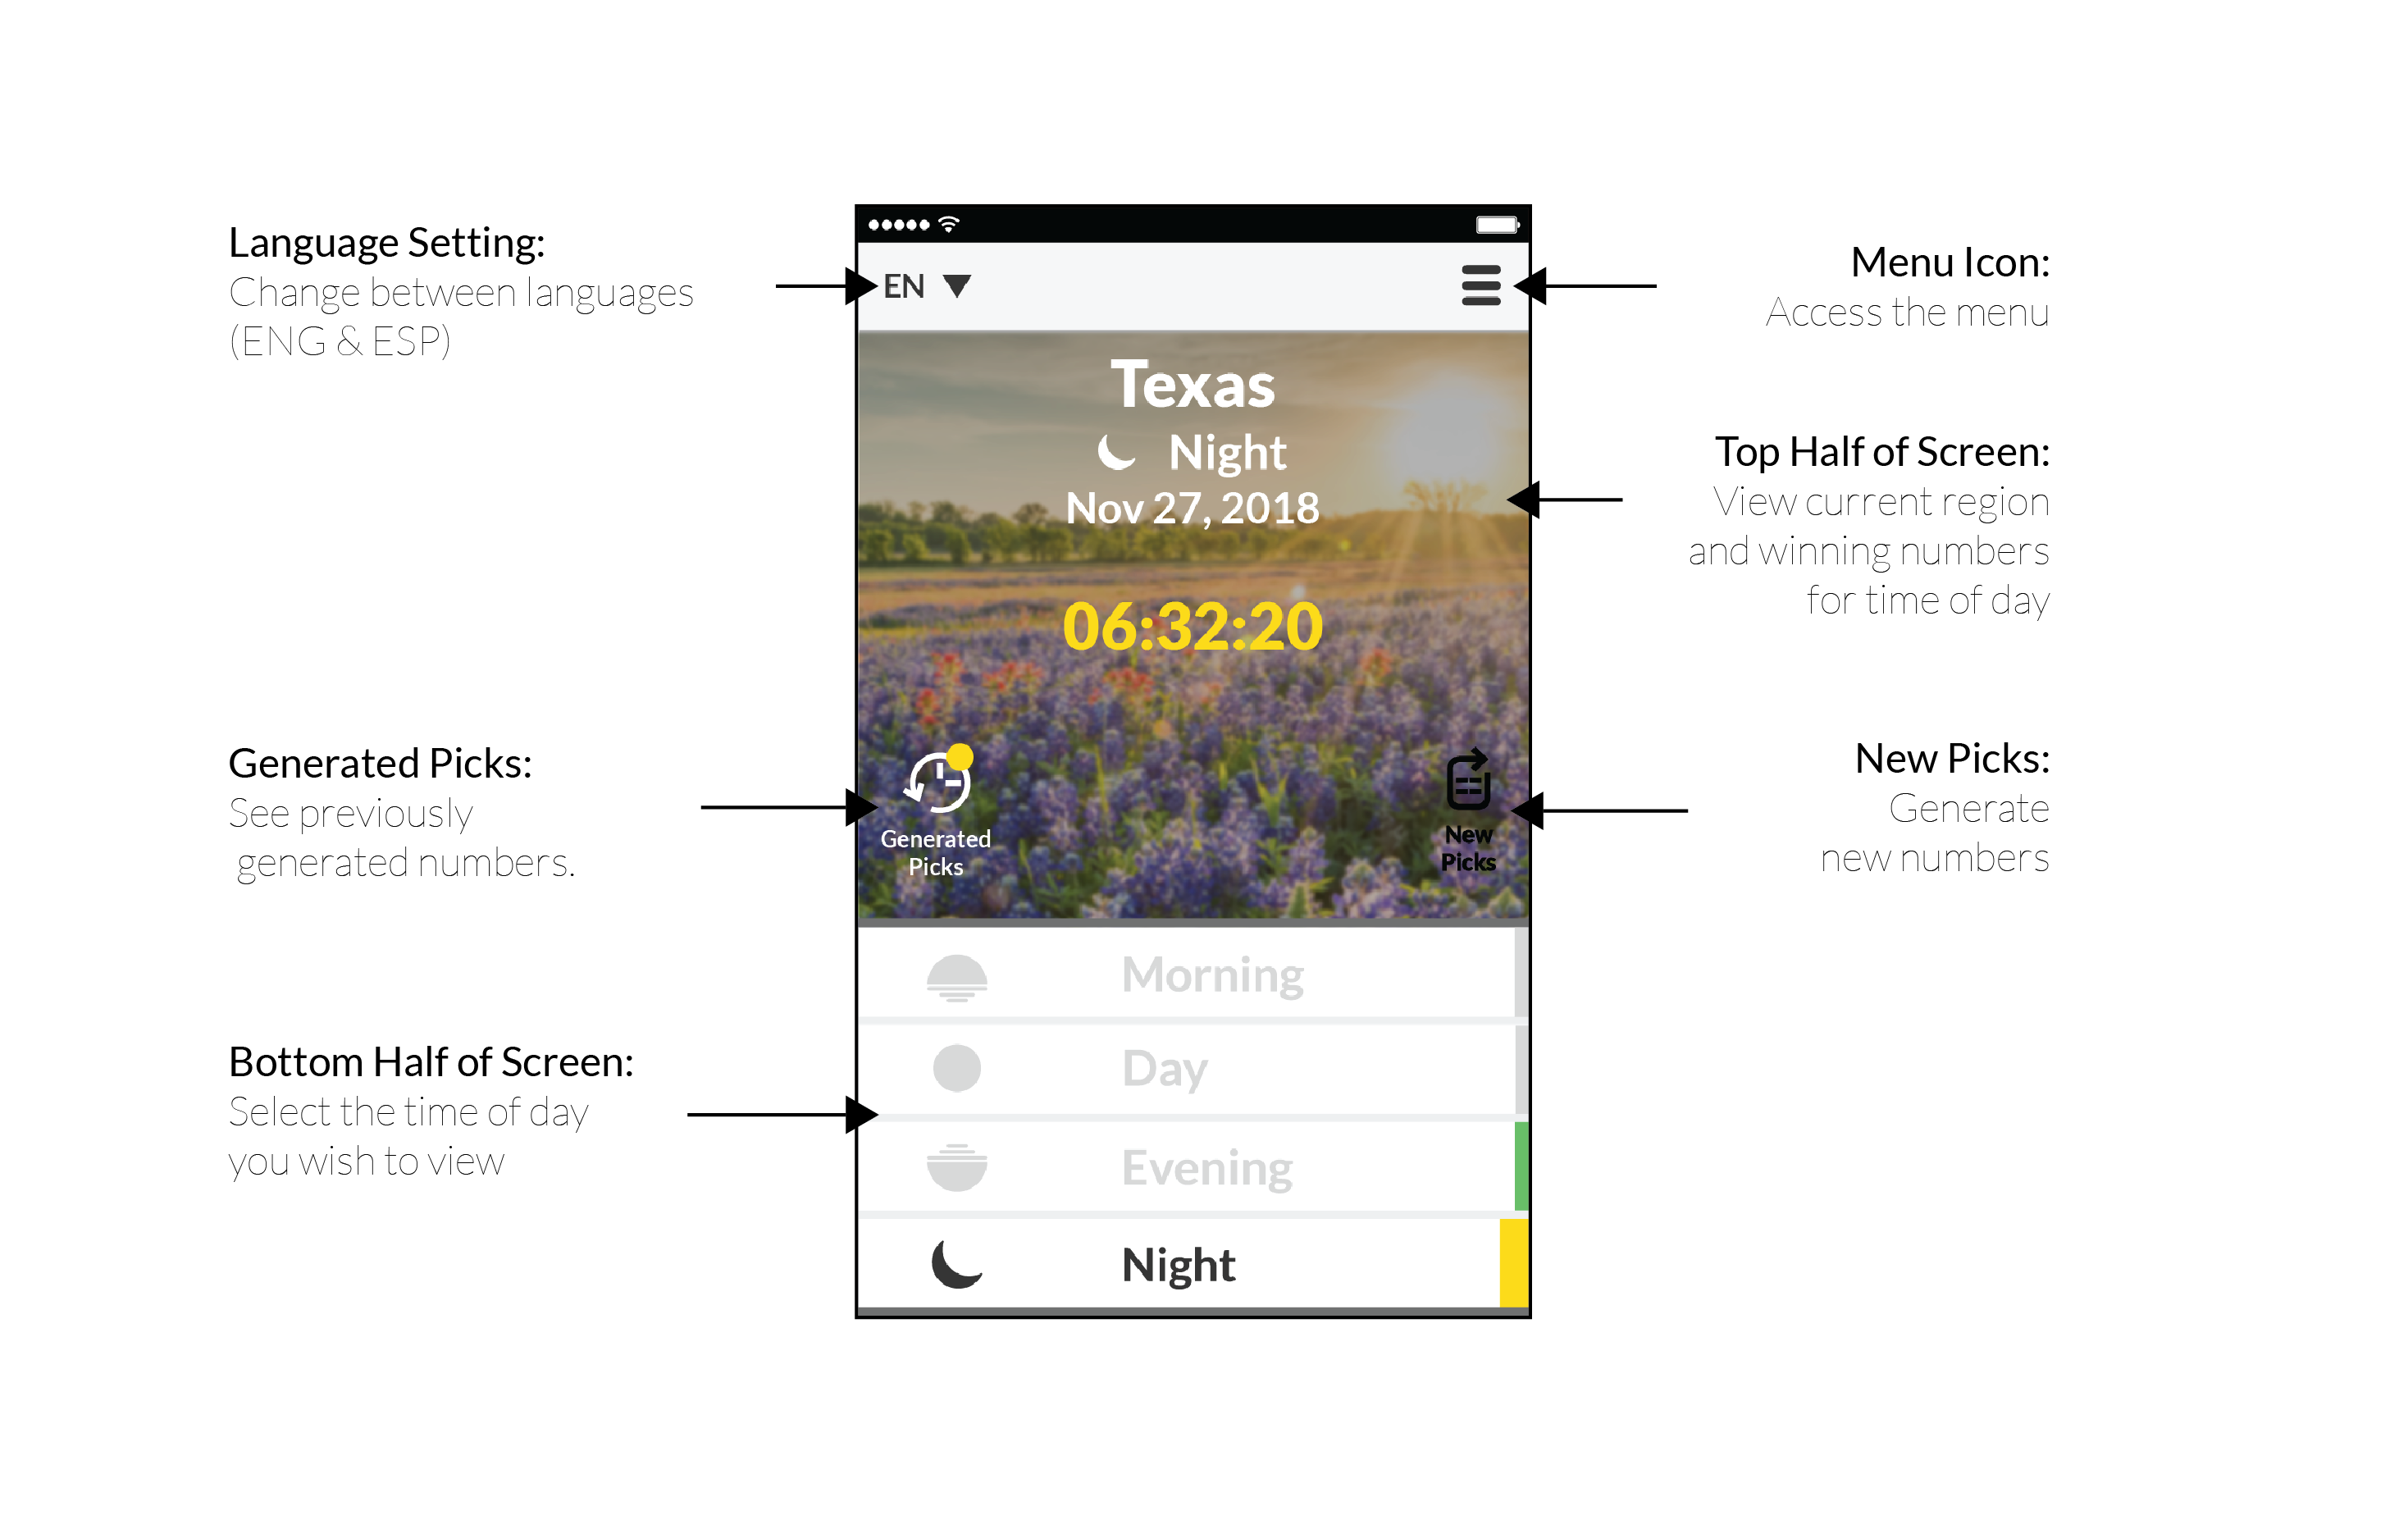 Language Setting:
Change between languages
(ENG & ESP)
Generated Picks:
See previously
generated numbers.
Bottom Half of Screen:
Select the time of day
you wish to view
EN
Texas
Night
Nov 27, 2018
06:32:20
Generated
Picks
New
Picks
Morning
Day
Evening
Night
Menu Icon:
Access the menu
Top Half of Screen:
View current region
and winning numbers
for time of day
New Picks:
Generate
new numbers